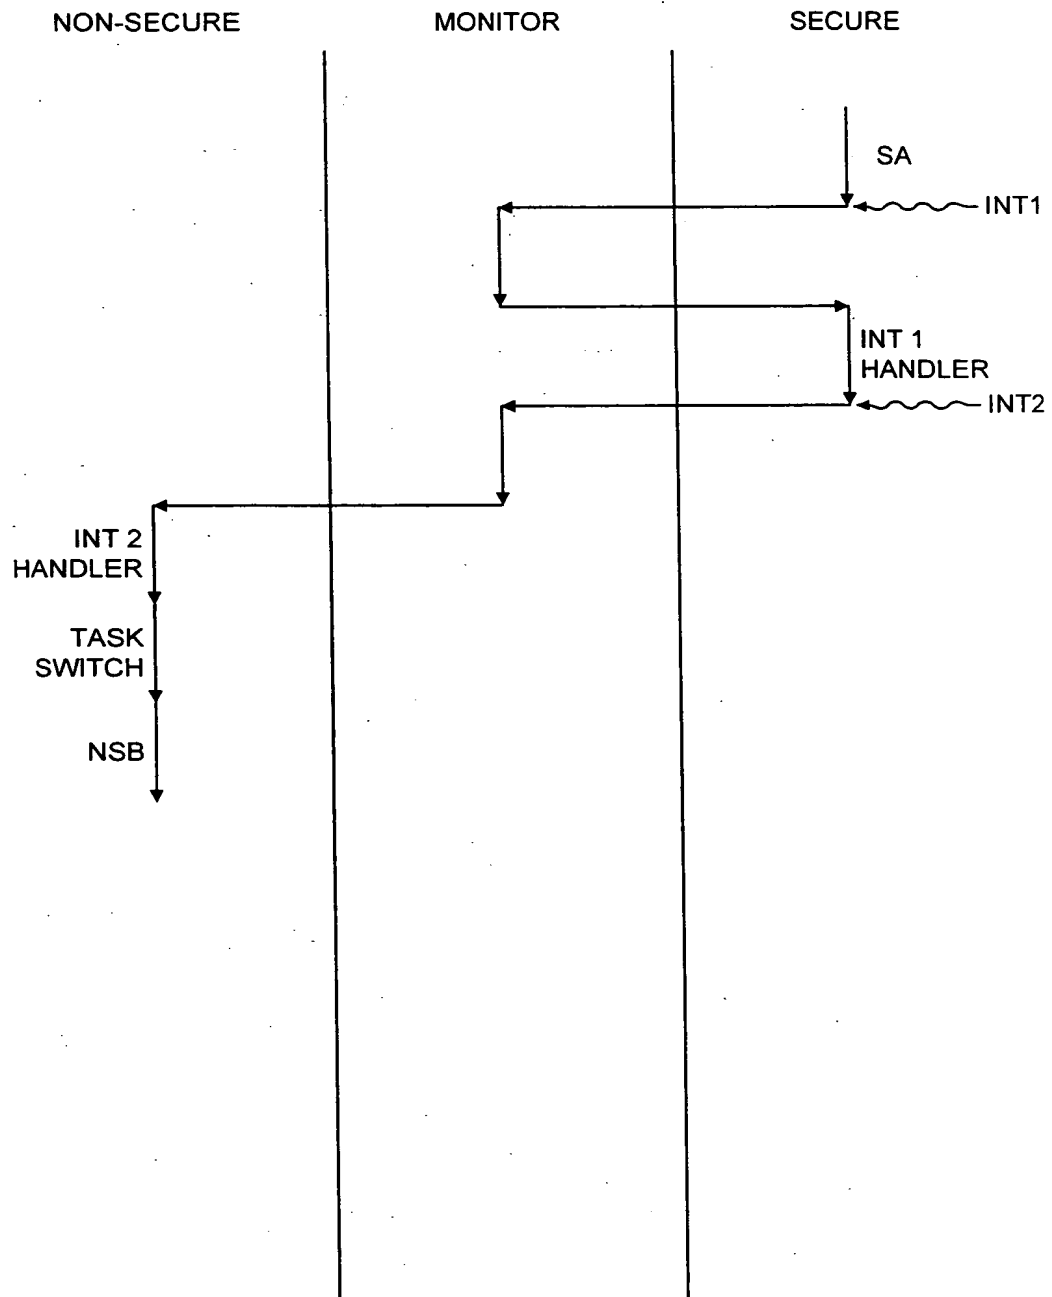 NON-SECURE
MONITOR
SECURE
SA
INT1
INT 1
HANDLER
INT2
INT 2
HANDLER
TASK
SWITCH
NSB